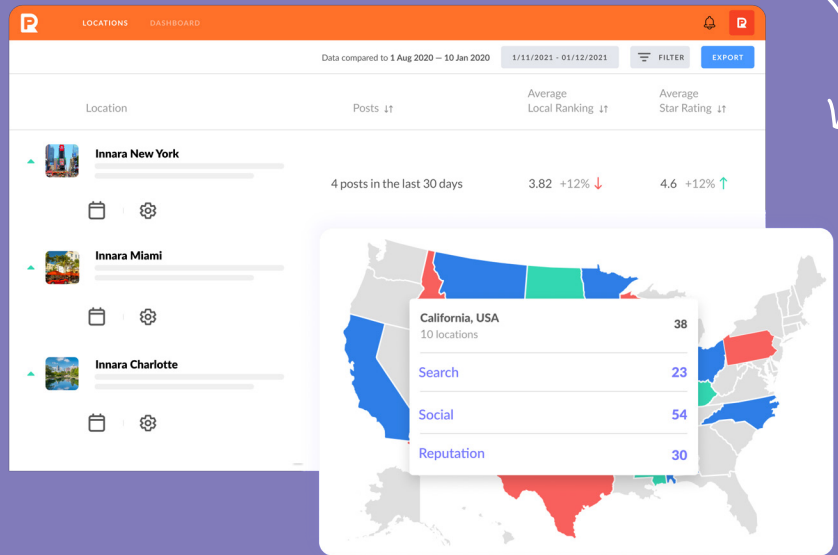 LOCATIONS DASHBOARD
Data compared to 1 Aug 2020 — 10 Jan 2020 1/11/2021 - 01/12/2021 FILTER EXPORT
Location Posts ↓↑ Average Local Ranking ↓↑ Average Star Rating ↓↑
Innara New York
4 posts in the last 30 days 3.82 +12% ↓ 4.6 +12% ↑
Innara Miami
Innara Charlotte
California, USA 38
10 locations
Search 23
Social 54
Reputation 30